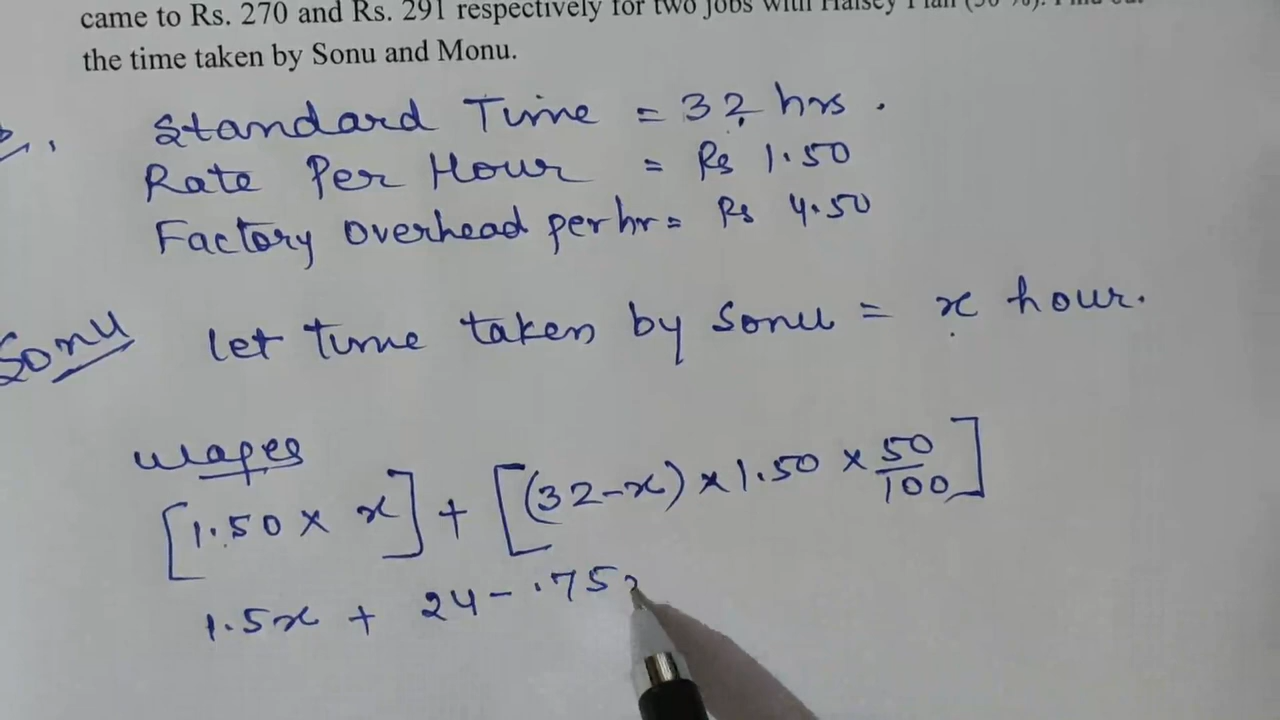 came to Rs. 270 and Rs. 291 respectively for two jobs with Halsey Plan (50 %). Find out
the time taken by Sonu and Monu.
Standard Time = 32 hrs.
Rate Per Hour = Rs 1.50
Factory overhead per hr = Rs 4.50
Sonu let time taken by Sonu = x hour.
Wages
[1.50 × x] + [(32-x) × 1.50 × 50/100]
1.5x + 24 - .75